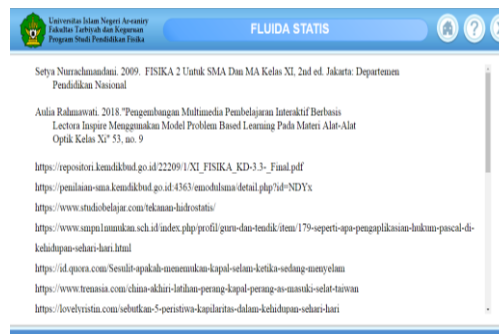 Universitas Islam Negeri Ar-raniry
Fakultas Tarbiyah dan Keguruan
Program Studi Pendidikan Fisika
FLUIDA STATIS
?
Setya Nurrachmandani. 2009. FISIKA 2 Untuk SMA Dan MA Kelas XI, 2nd ed. Jakarta: Departemen
Pendidikan Nasional
Aulia Rahmawati. 2018."Pengembangan Multimedia Pembelajaran Interaktif Berbasis
Lectora Inspire Menggunakan Model Problem Based Learning Pada Materi Alat-Alat
Optik Kelas Xi" 53, no. 9
https://repositori.kemdikbud.go.id/22209/1/XI_FISIKA_KD-3.3-_Final.pdf
https://penilaian-sma.kemdikbud.go.id:4363/emodulsma/detail.php?id=NDYx
https://www.studiobelajar.com/tekanan-hidrostatis/
https://www.smpn1nunukan.sch.id/index.php/profil/guru-dan-tendik/item/179-seperti-apa-pengaplikasian-hukum-pascal-di-
kehidupan-sehari-hari.html
https://id.quora.com/Sesulit-apakah-menemukan-kapal-selam-ketika-sedang-menyelam
https://www.trenasia.com/china-akhiri-latihan-perang-kapal-perang-as-masuki-selat-taiwan
https://lovelyristin.com/sebutkan-5-peristiwa-kapilaritas-dalam-kehidupan-sehari-hari